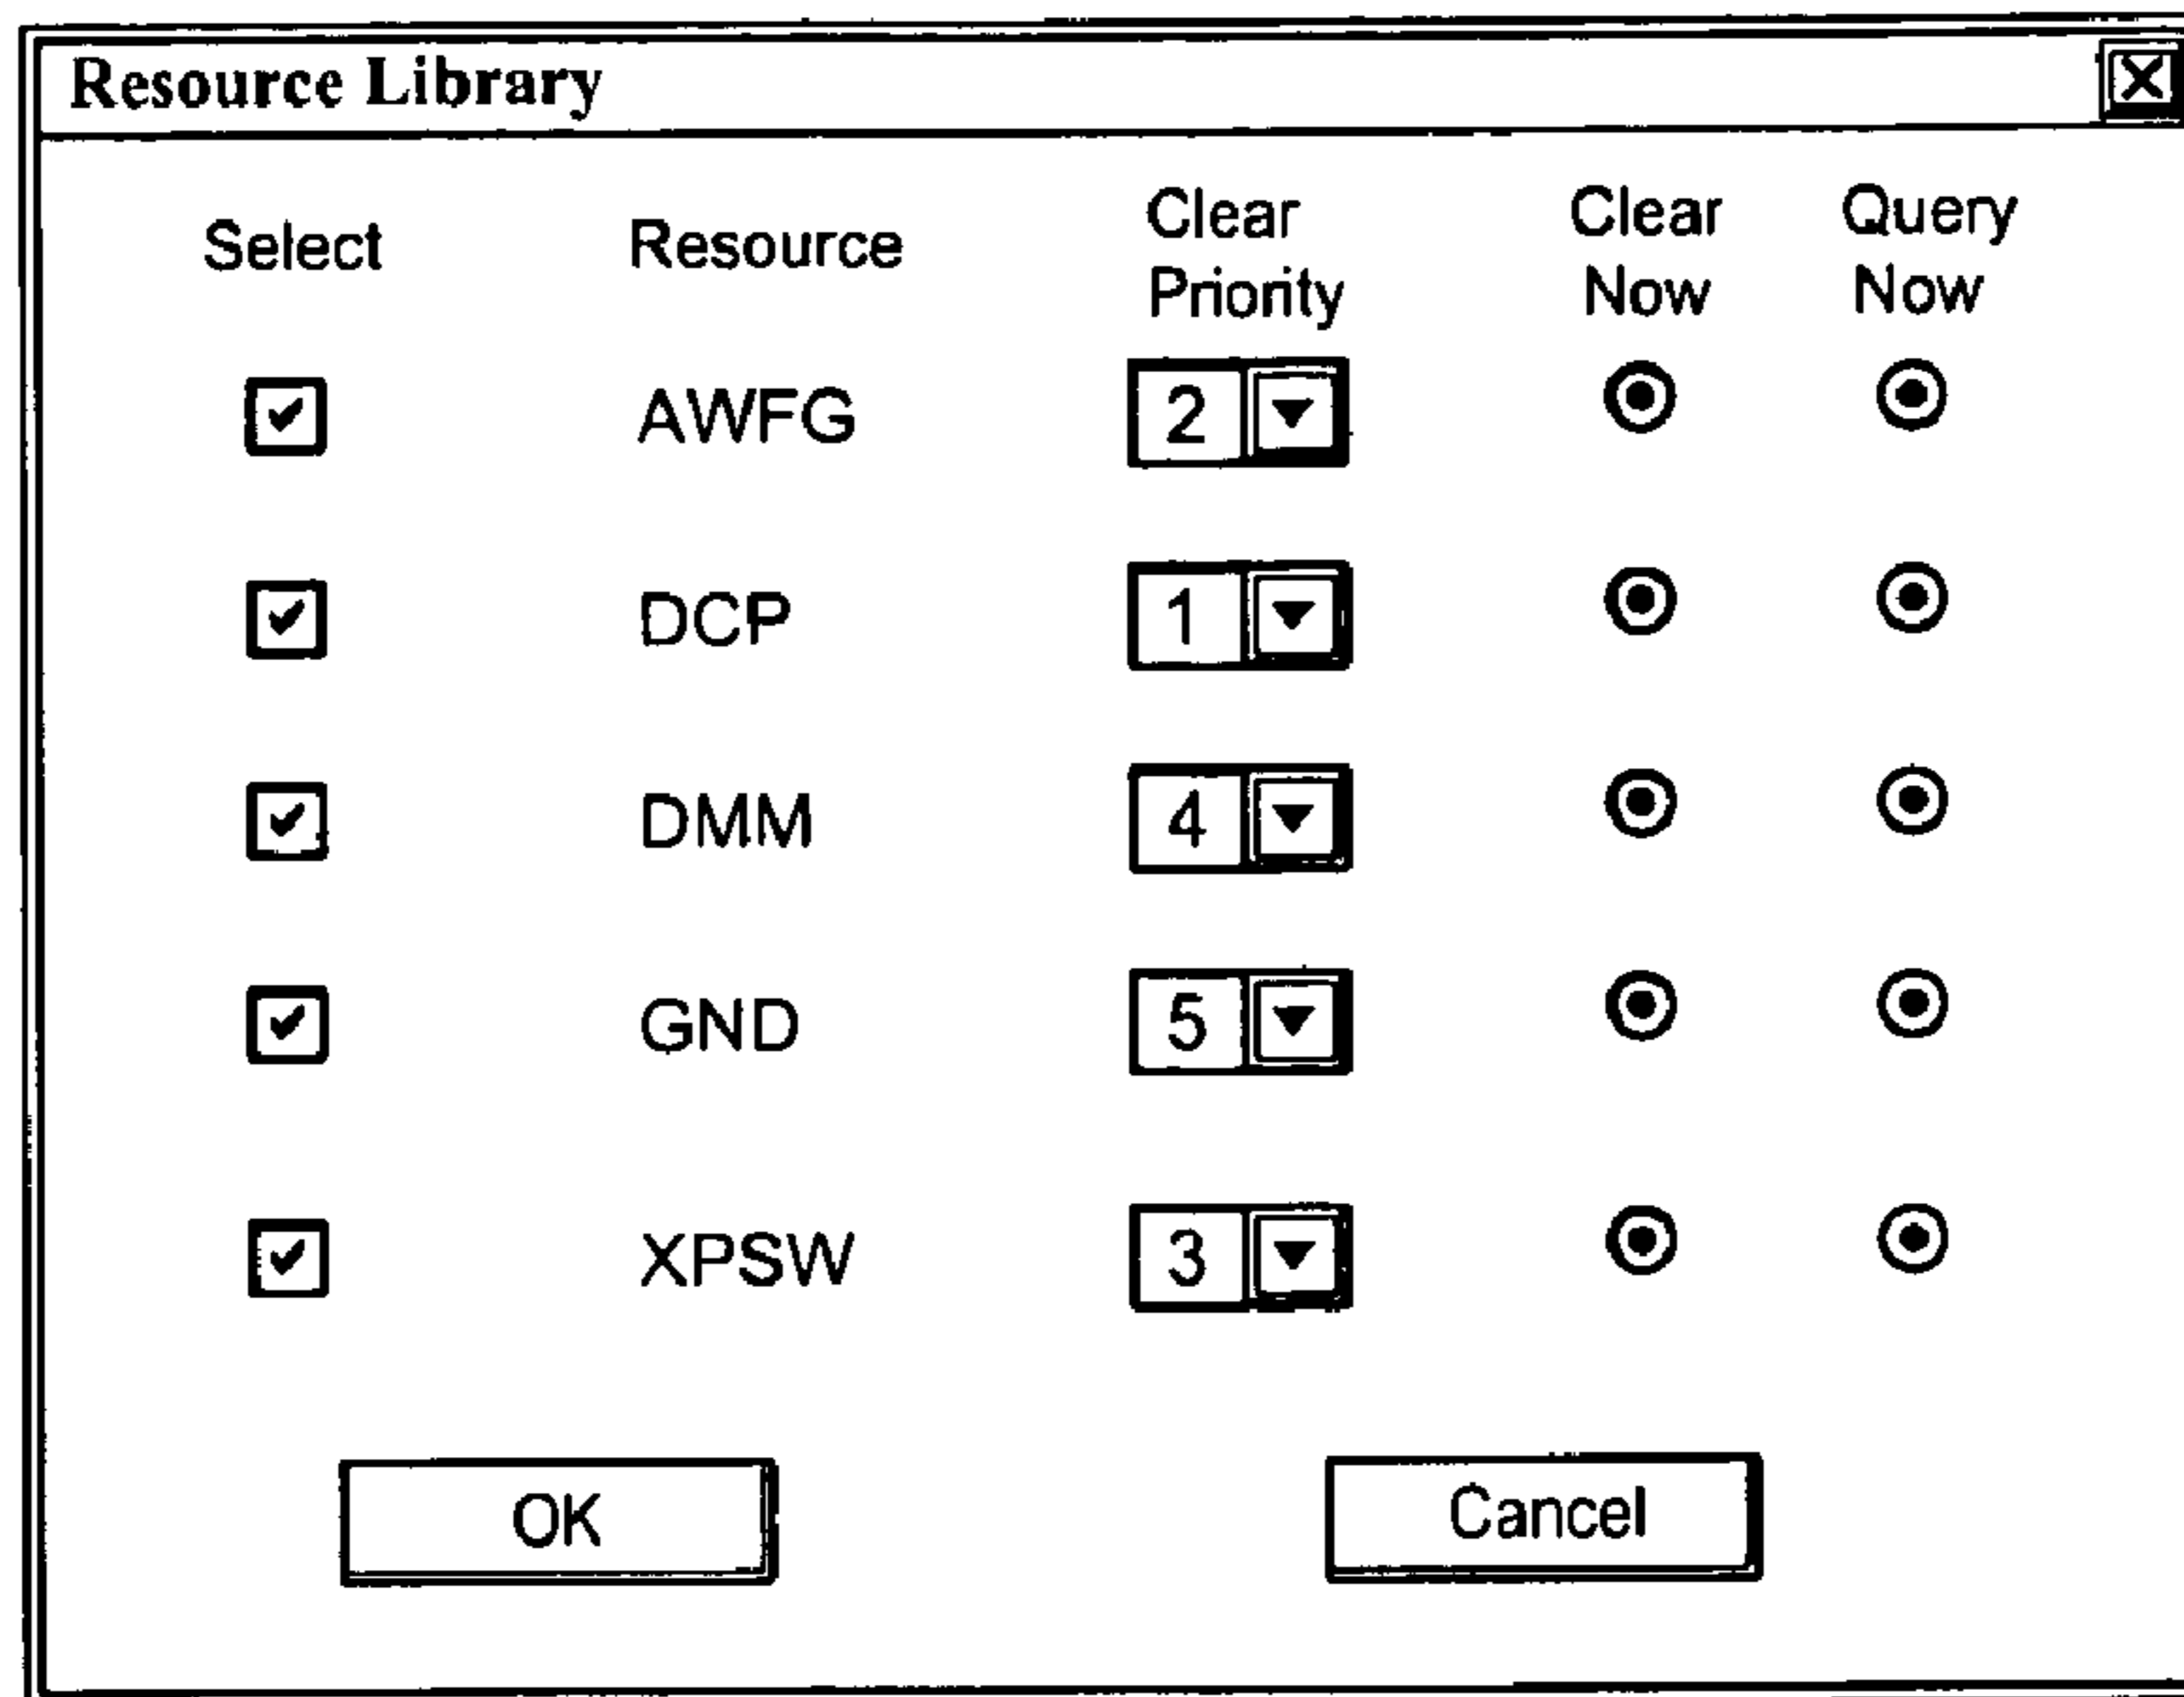 Resource Library
Select Resource Clear Priority Clear Now Query Now
AWFG 2
DCP 1
DMM 4
GND 5
XPSW 3
OK Cancel